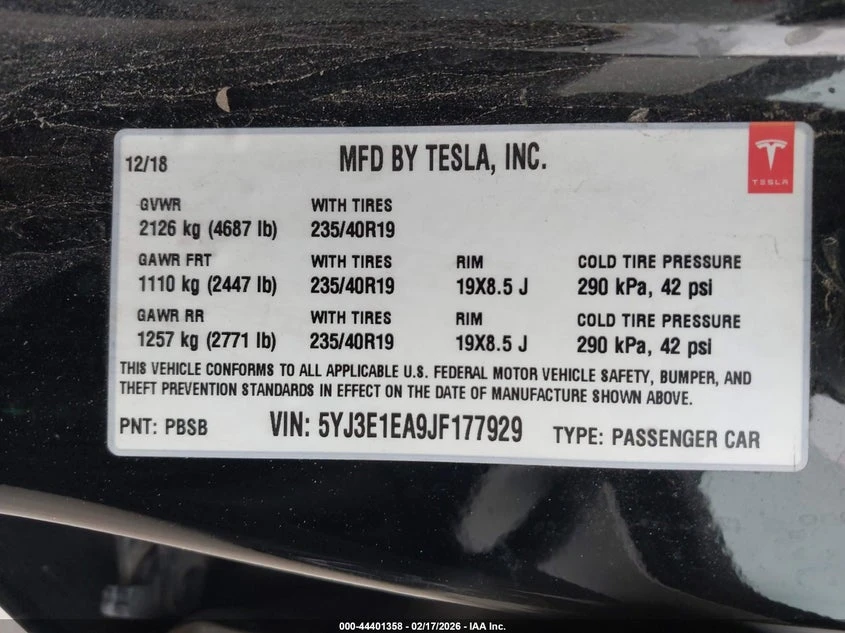 12/18 MFD BY TESLA, INC.
TESLA
GVWR WITH TIRES
2126 kg (4687 lb) 235/40R19
GAWR FRT WITH TIRES RIM COLD TIRE PRESSURE
1110 kg (2447 lb) 235/40R19 19X8.5 J 290 kPa, 42 psi
GAWR RR WITH TIRES RIM COLD TIRE PRESSURE
1257 kg (2771 lb) 235/40R19 19X8.5 J 290 kPa, 42 psi
THIS VEHICLE CONFORMS TO ALL APPLICABLE U.S. FEDERAL MOTOR VEHICLE SAFETY, BUMPER, AND
THEFT PREVENTION STANDARDS IN EFFECT ON THE DATE OF MANUFACTURE SHOWN ABOVE.
PNT: PBSB VIN: 5YJ3E1EA9JF177929 TYPE: PASSENGER CAR
000-44401358 - 02/17/2026 - IAA Inc.